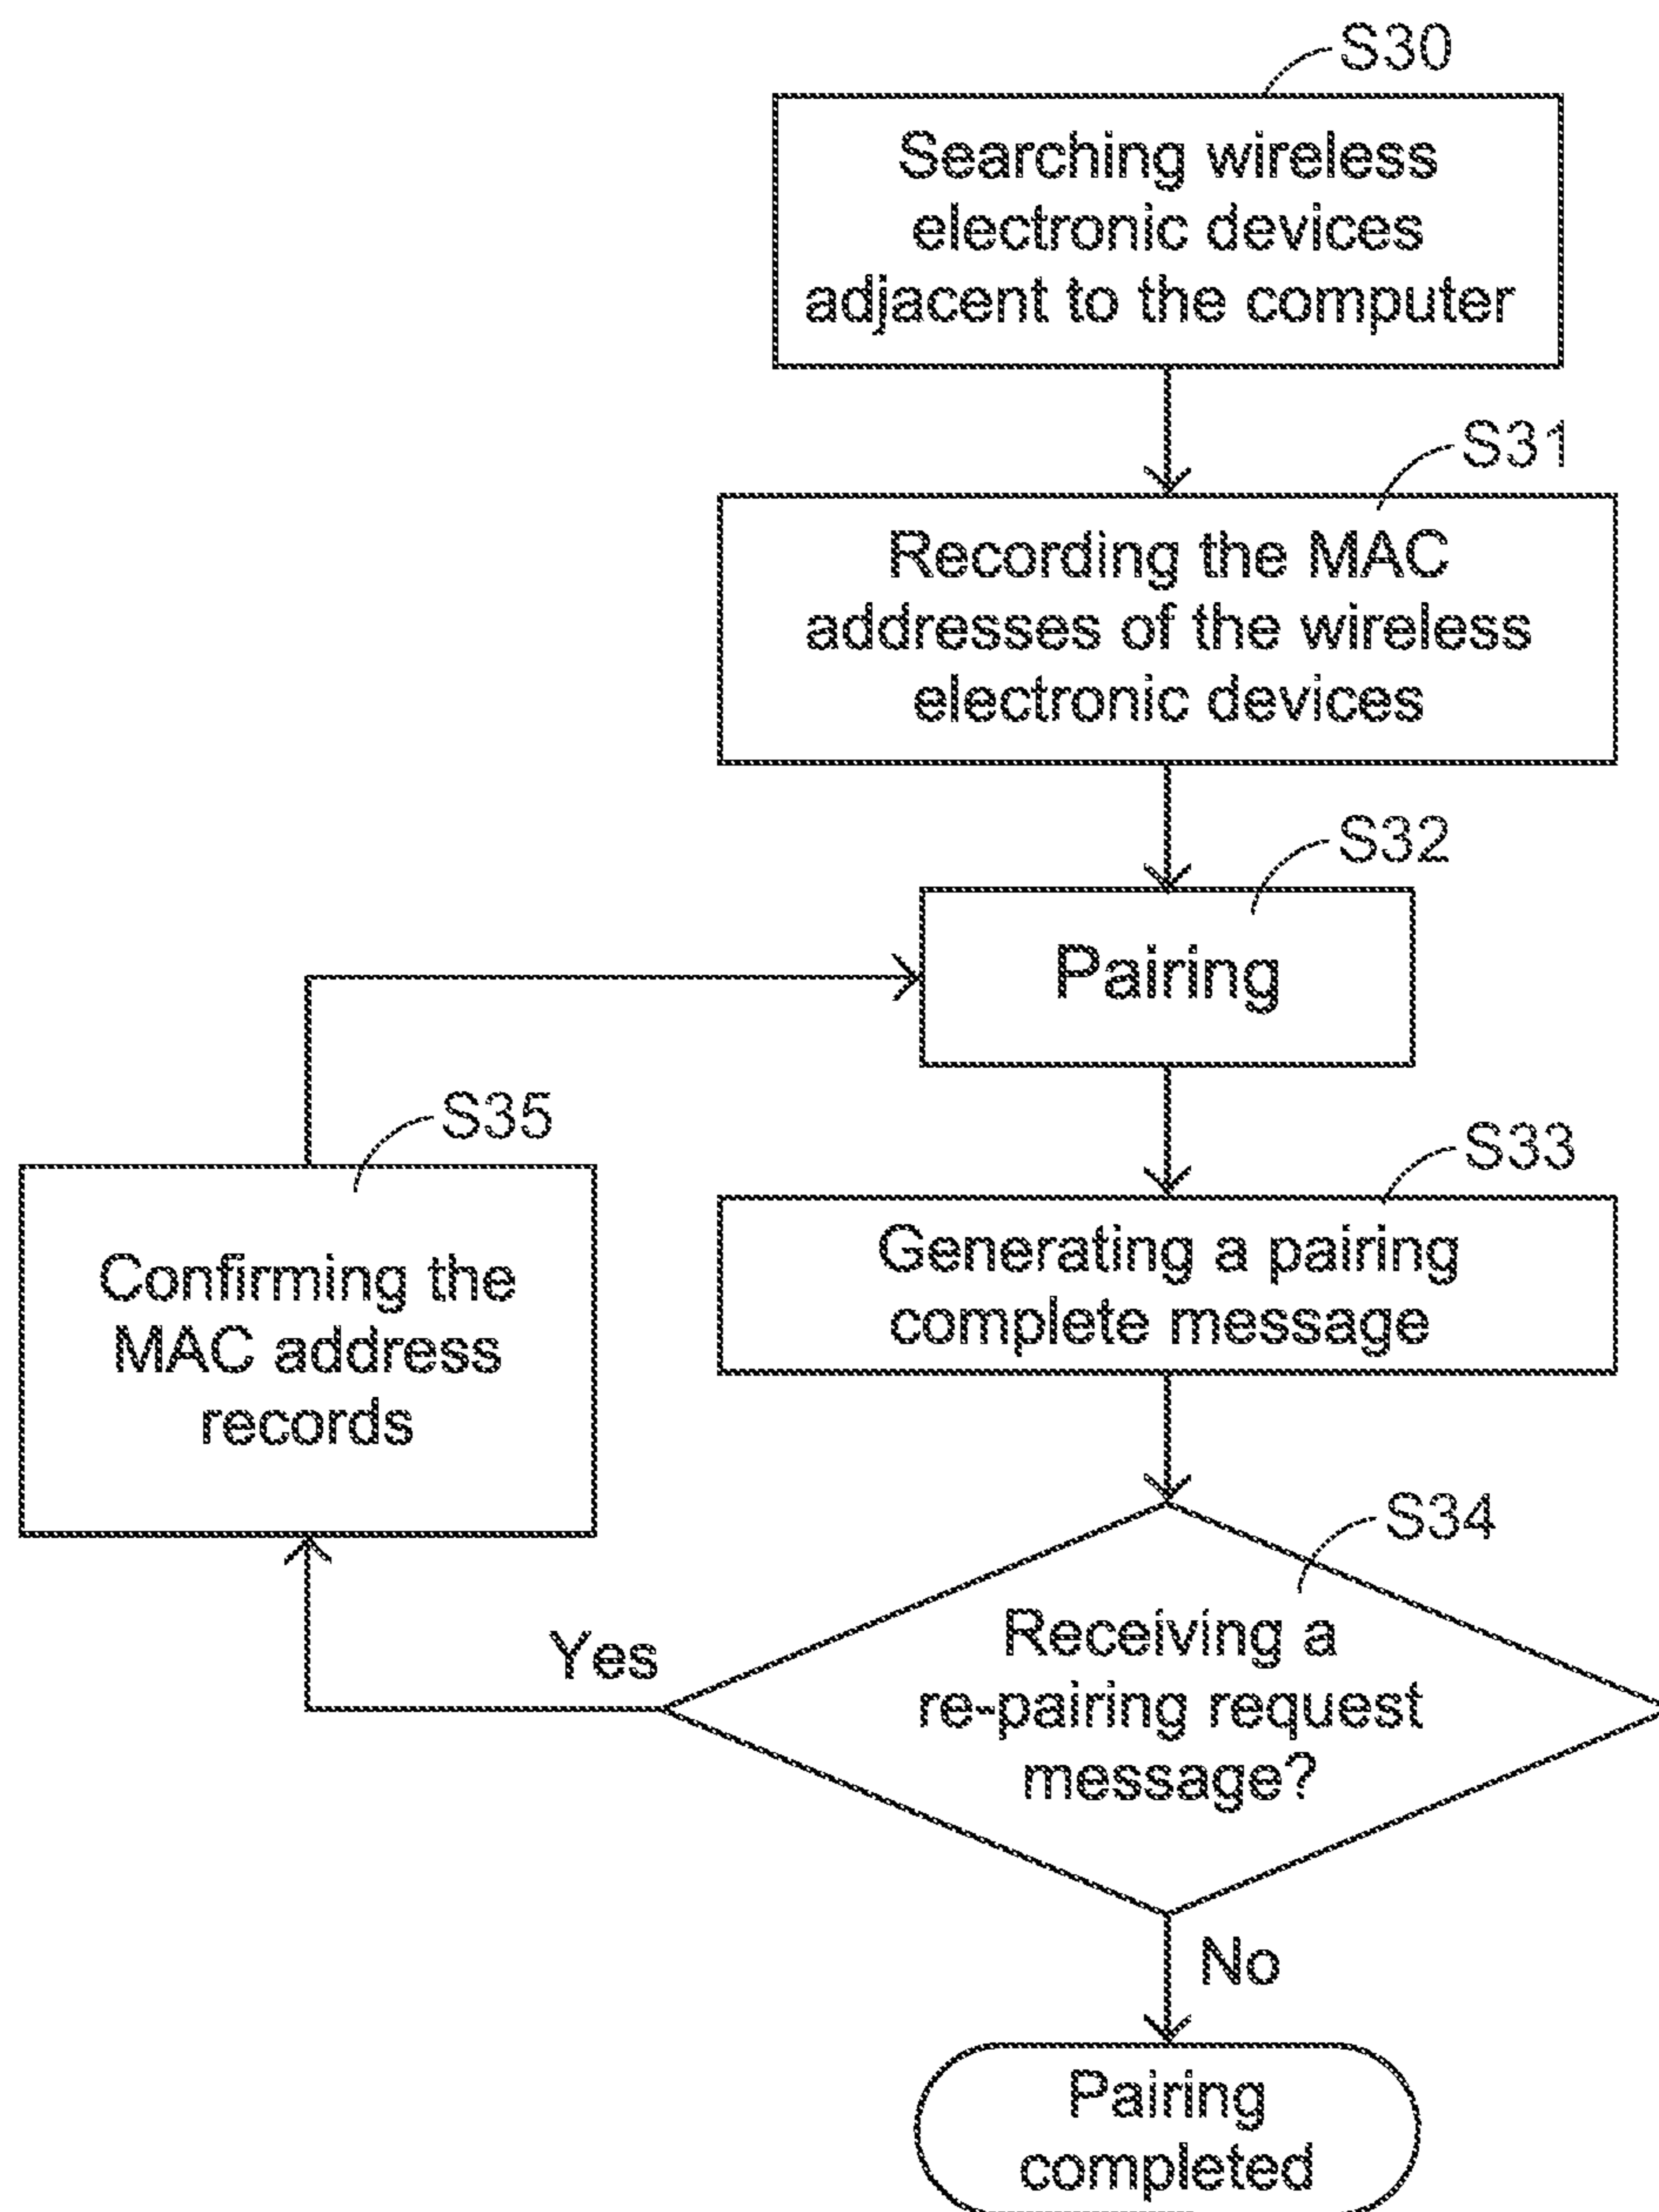 S30
Searching wireless
electronic devices
adjacent to the computer
S31
Recording the MAC
addresses of the wireless
electronic devices
S32
Pairing
S35
Confirming the
MAC address
records
S33
Generating a pairing
complete message
S34
Receiving a
re-pairing request
message?
Yes
No
Pairing
completed